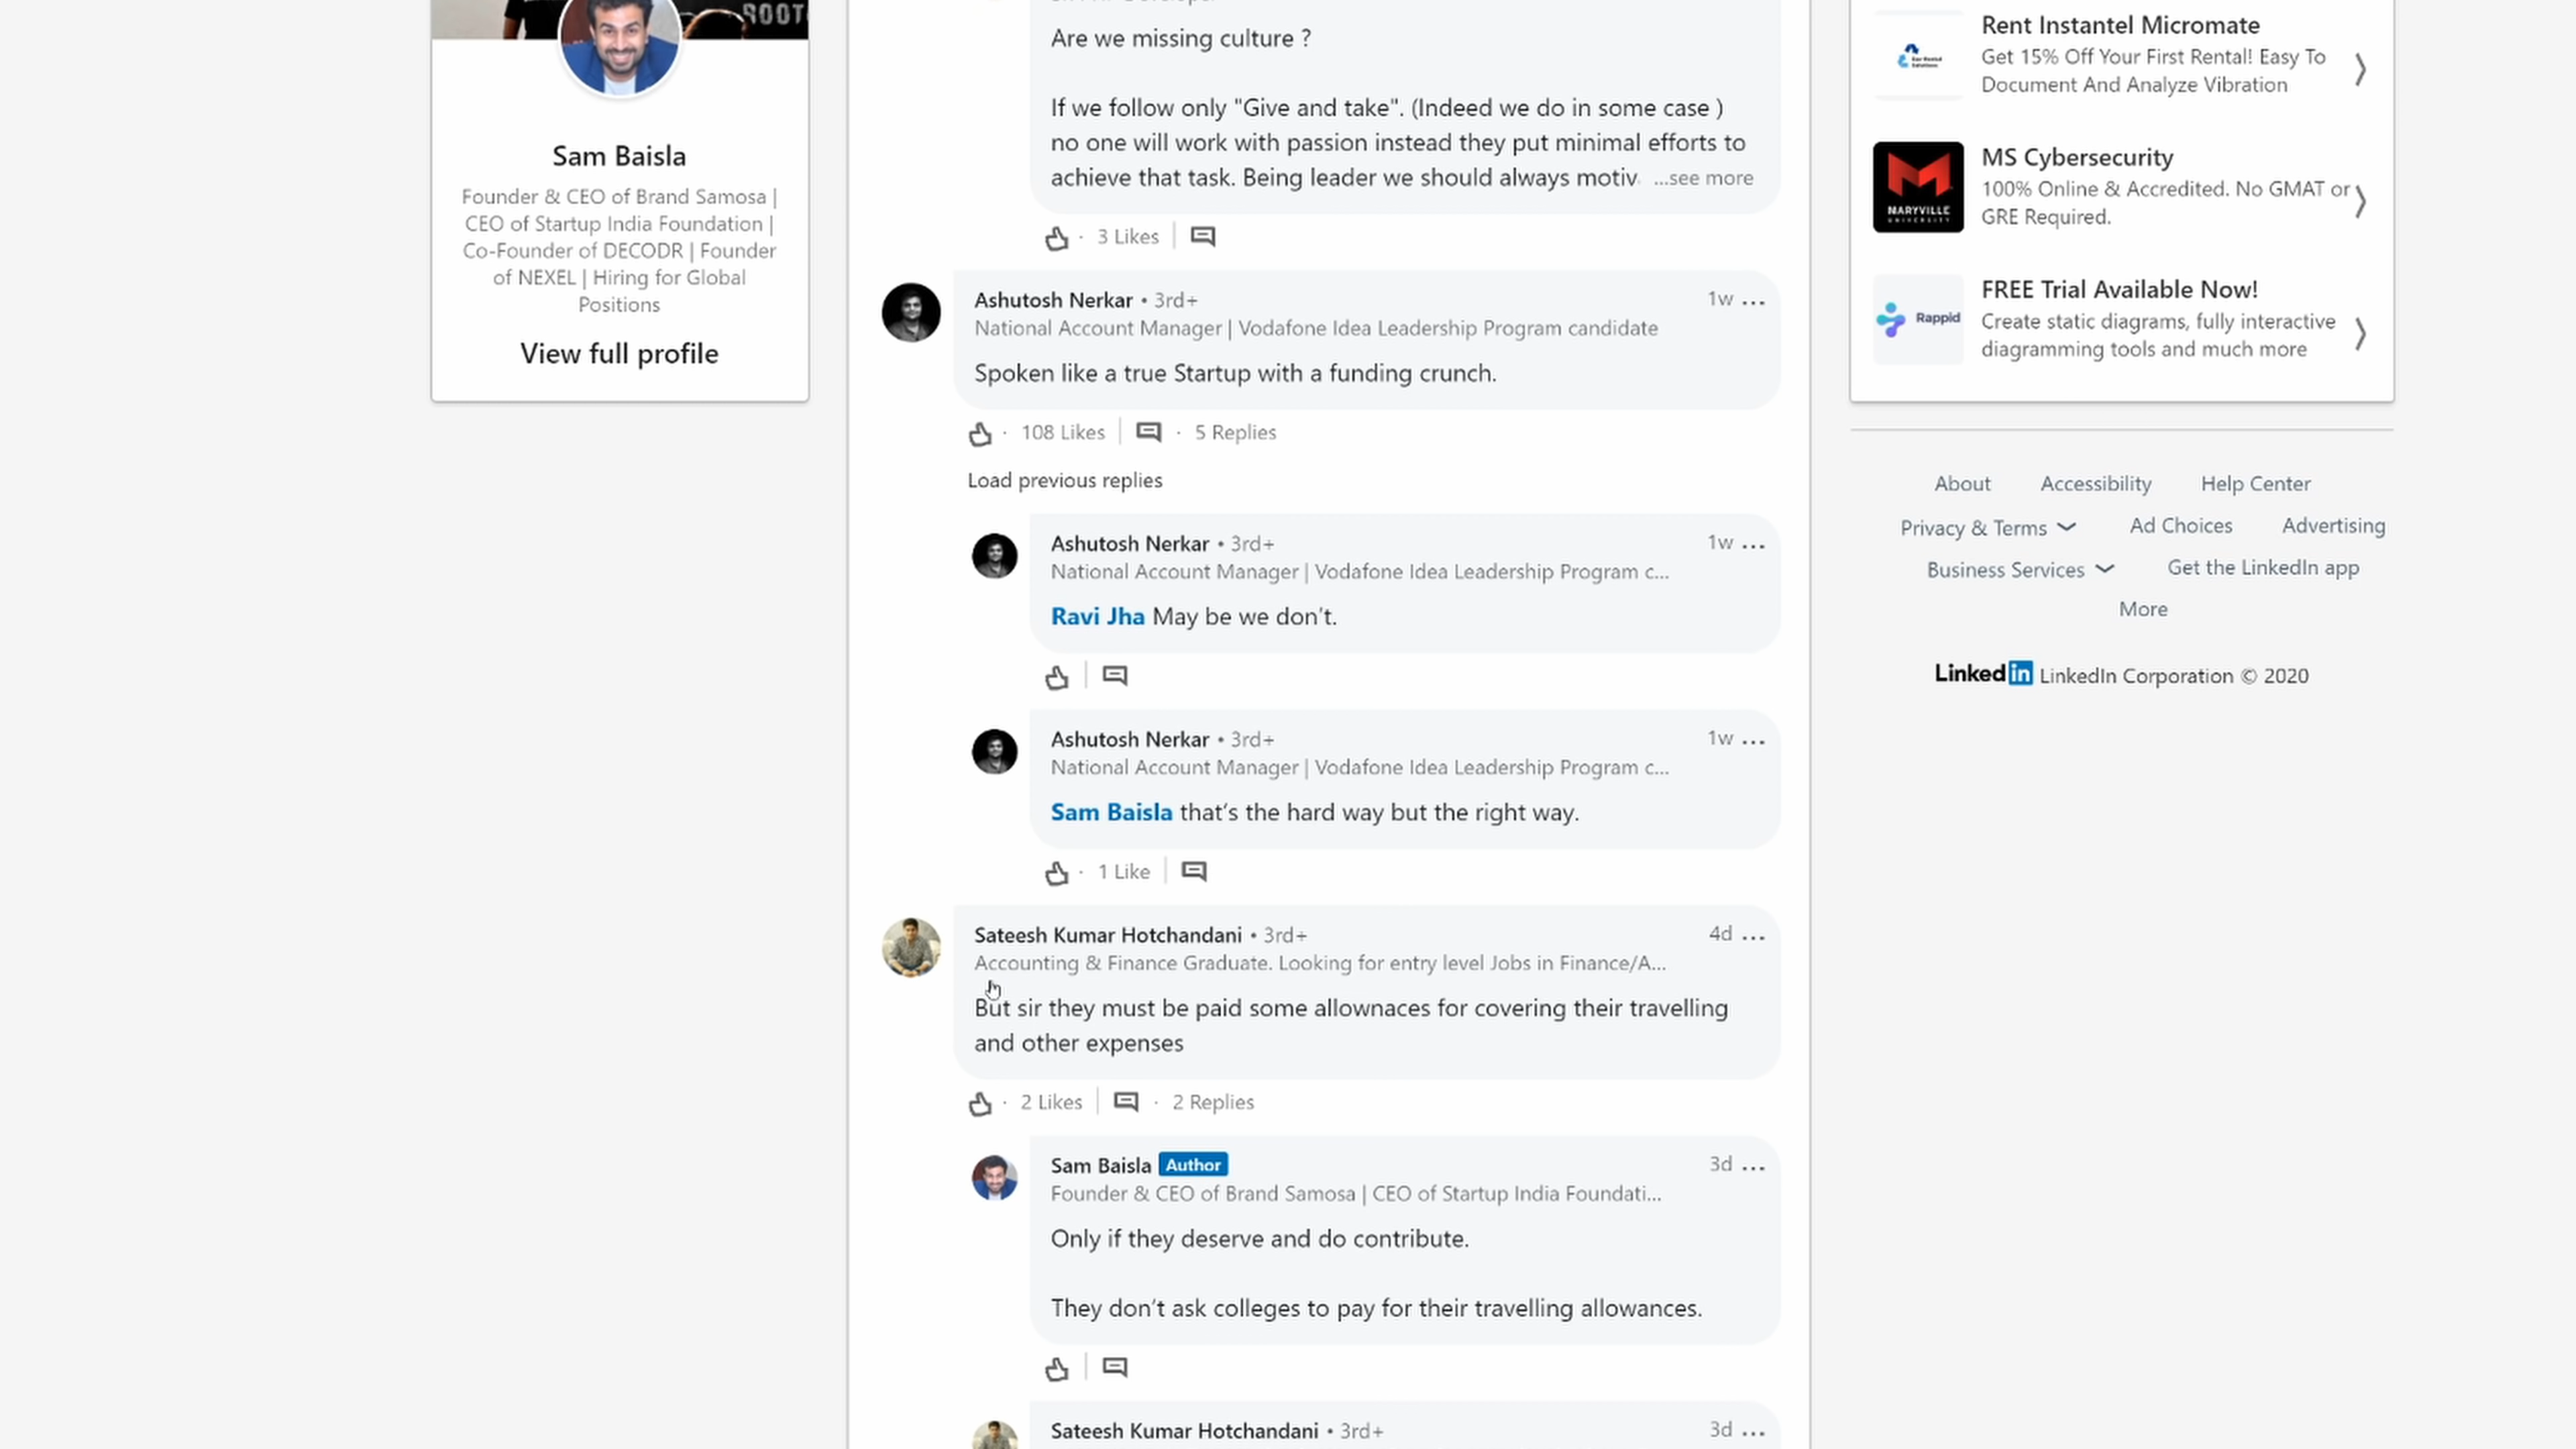 ROOT
Sam Baisla
Founder & CEO of Brand Samosa |
CEO of Startup India Foundation |
Co-Founder of DECODR | Founder
of NEXEL | Hiring for Global
Positions
View full profile
Are we missing culture ?
If we follow only "Give and take". (Indeed we do in some case )
no one will work with passion instead they put minimal efforts to
achieve that task. Being leader we should always motiv ...see more
3 Likes
Ashutosh Nerkar • 3rd+ 1w ...
National Account Manager | Vodafone Idea Leadership Program candidate
Spoken like a true Startup with a funding crunch.
108 Likes · 5 Replies
Load previous replies
Ashutosh Nerkar • 3rd+ 1w ...
National Account Manager | Vodafone Idea Leadership Program c...
Ravi Jha May be we don't.
Ashutosh Nerkar • 3rd+ 1w ...
National Account Manager | Vodafone Idea Leadership Program c...
Sam Baisla that's the hard way but the right way.
1 Like
Sateesh Kumar Hotchandani • 3rd+ 4d ...
Accounting & Finance Graduate. Looking for entry level Jobs in Finance/A...
But sir they must be paid some allownaces for covering their travelling
and other expenses
2 Likes · 2 Replies
Sam Baisla Author 3d ...
Founder & CEO of Brand Samosa | CEO of Startup India Foundati...
Only if they deserve and do contribute.
They don't ask colleges to pay for their travelling allowances.
Sateesh Kumar Hotchandani • 3rd+ 3d ...
Rent Instantel Micromate
Get 15% Off Your First Rental! Easy To
Document And Analyze Vibration
MARYVILLE
UNIVERSITY
MS Cybersecurity
100% Online & Accredited. No GMAT or
GRE Required.
Rappid
FREE Trial Available Now!
Create static diagrams, fully interactive
diagramming tools and much more
About Accessibility Help Center
Privacy & Terms Ad Choices Advertising
Business Services Get the LinkedIn app
More
Linked in LinkedIn Corporation © 2020